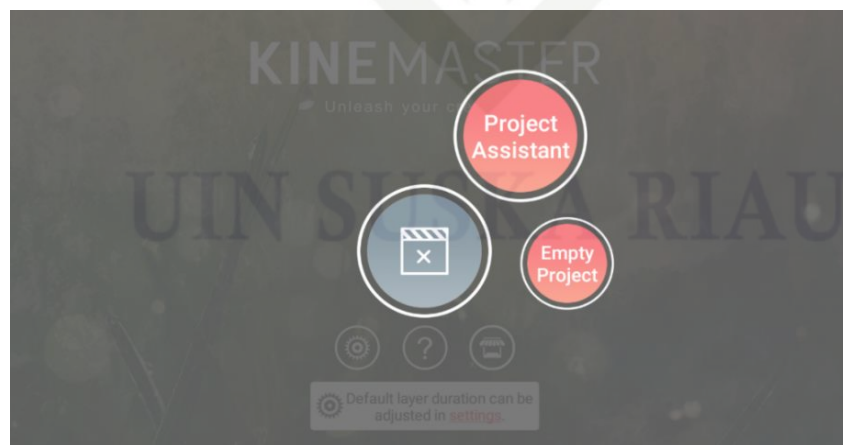 KINEMASTER
Unleash your c
Project
Assistant
UIN SUSKA RIAU
Empty
Project
?
Default layer duration can be
adjusted in settings.